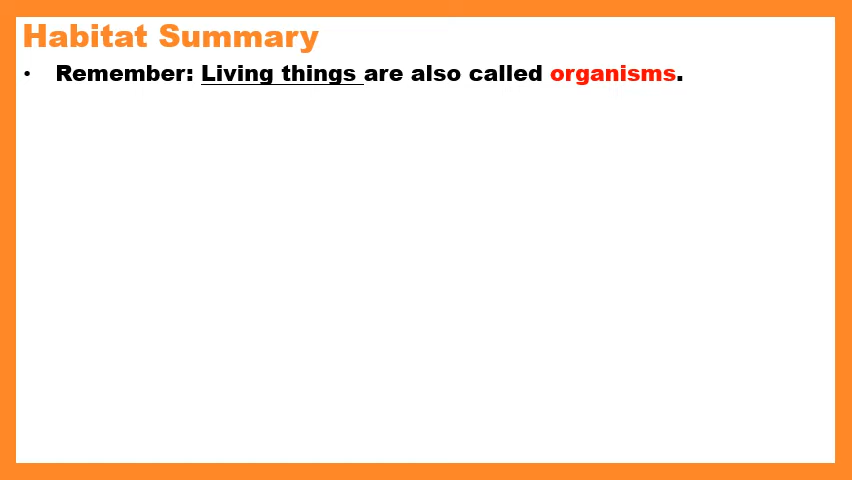 Habitat Summary
• Remember: Living things are also called organisms.